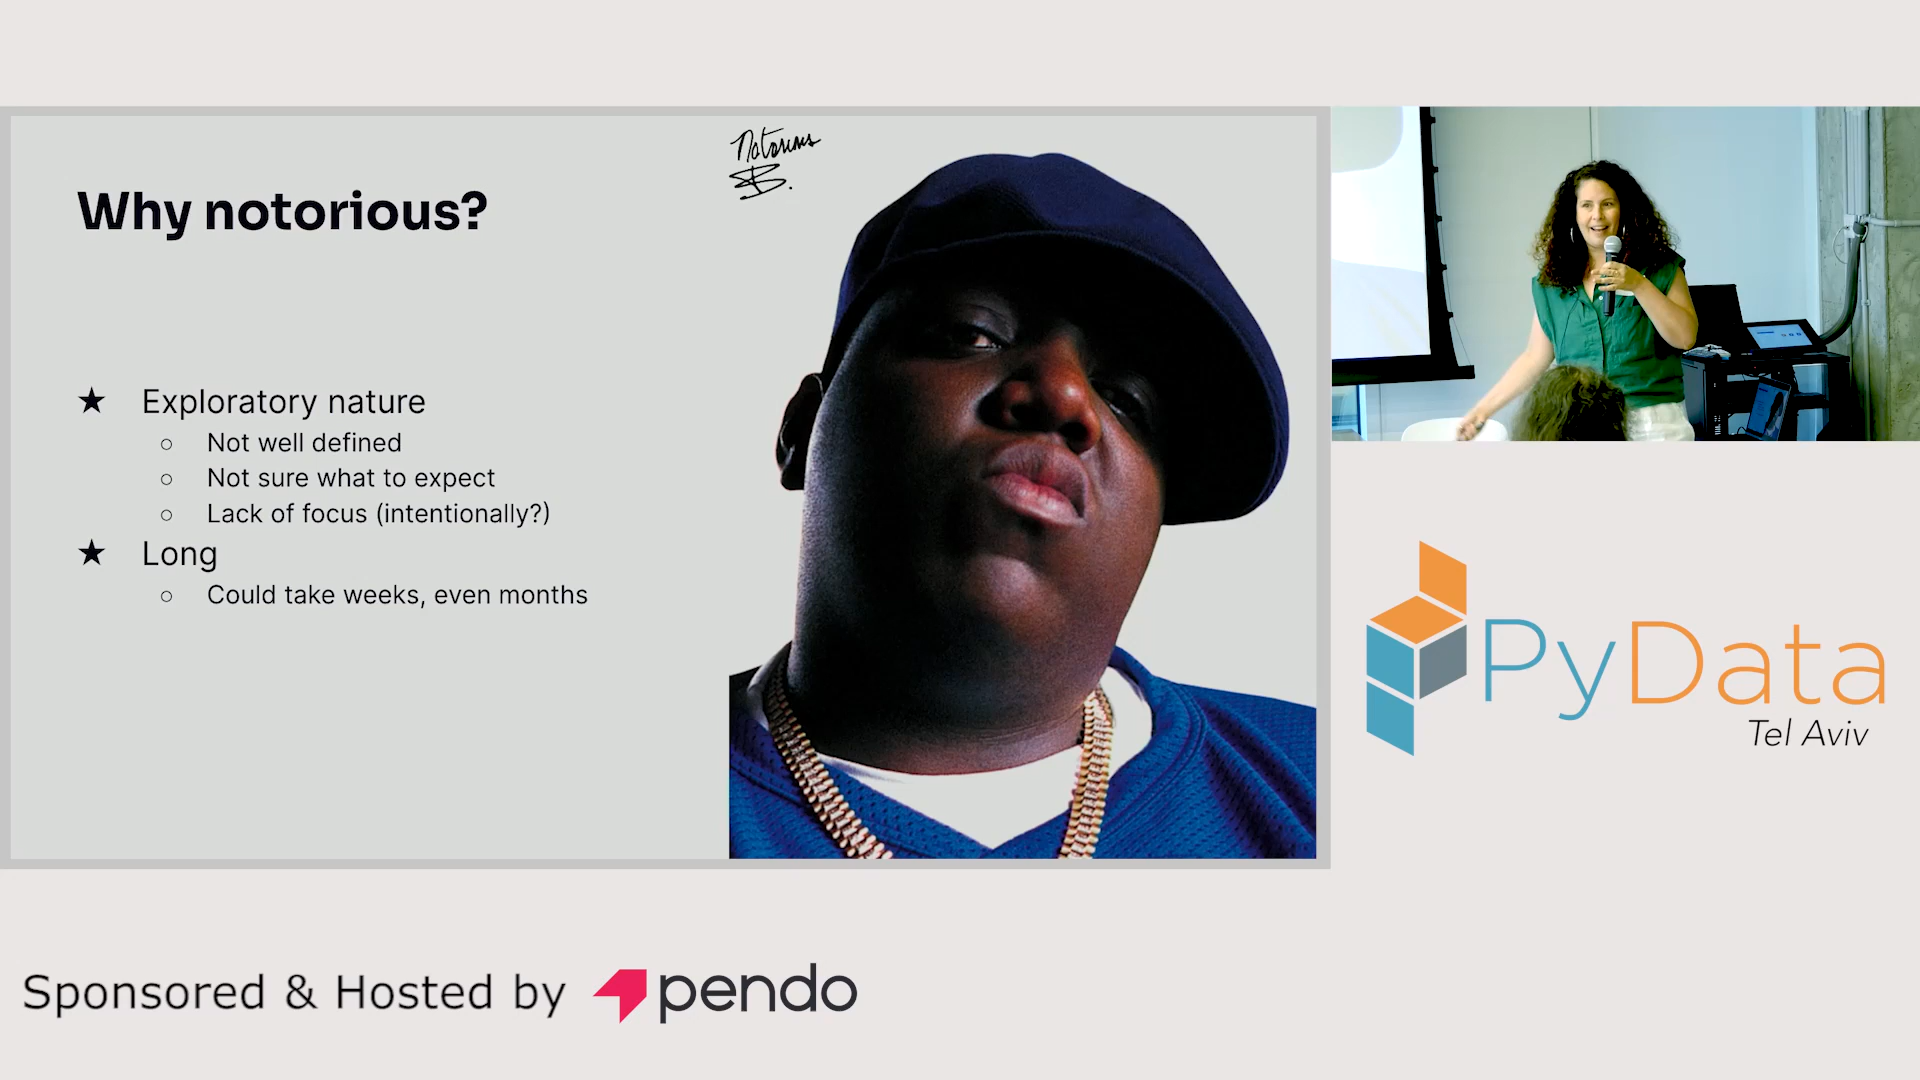 Notorious
B.
Why notorious?
★ Exploratory nature
○ Not well defined
○ Not sure what to expect
○ Lack of focus (intentionally?)
★ Long
○ Could take weeks, even months
PyData
Tel Aviv
Sponsored & Hosted by pendo